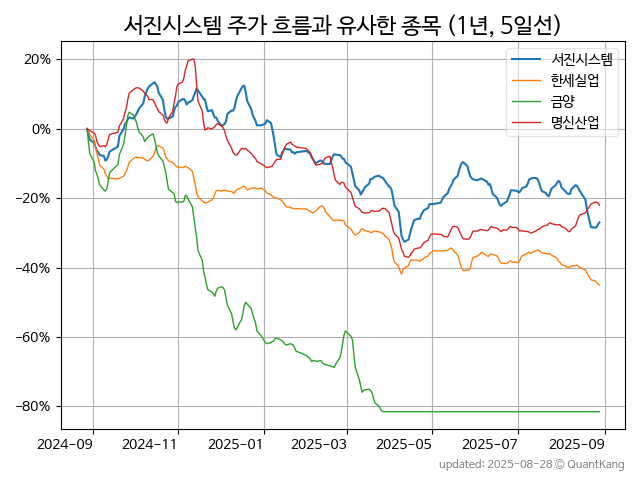 서진시스템 주가 흐름과 유사한 종목 (1년, 5일선)
서진시스템
한세실업
금양
명신산업
20%
0%
−20%
−40%
−60%
−80%
2024-09 2024-11 2025-01 2025-03 2025-05 2025-07 2025-09
updated: 2025-08-28 © QuantKang